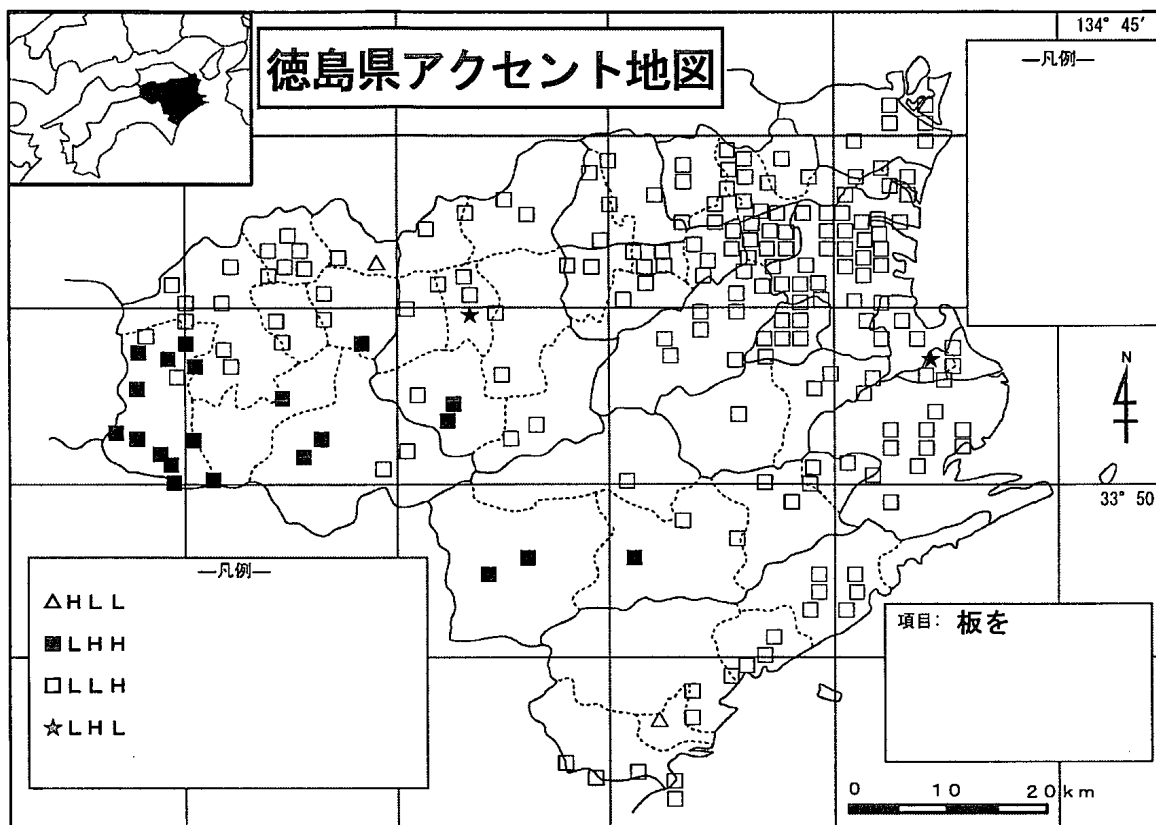 徳島県アクセント地図
134° 45′
―凡例―
N
33° 50
―凡例―
△HLL
■LHH
□LLH
★LHL
項目: 板を
0 10 20km